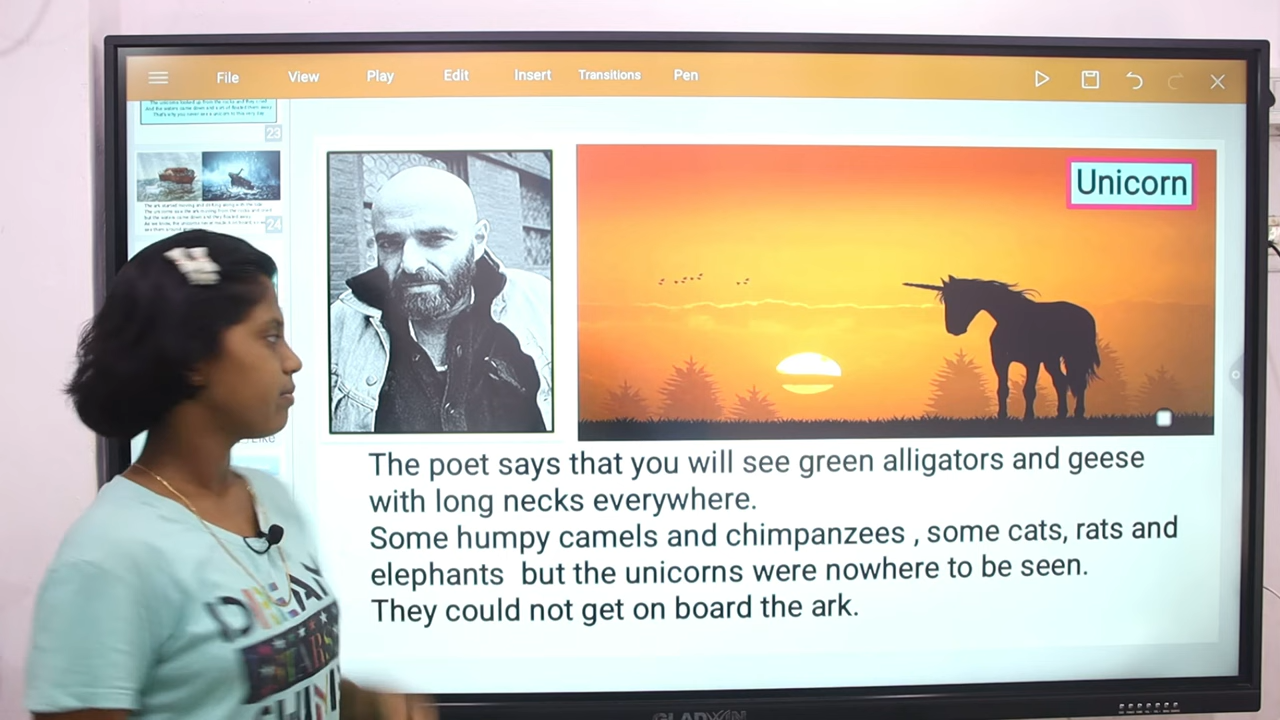 File View Play Edit Insert Transitions Pen
23
24
Unicorn
The poet says that you will see green alligators and geese
with long necks everywhere.
Some humpy camels and chimpanzees , some cats, rats and
elephants but the unicorns were nowhere to be seen.
They could not get on board the ark.